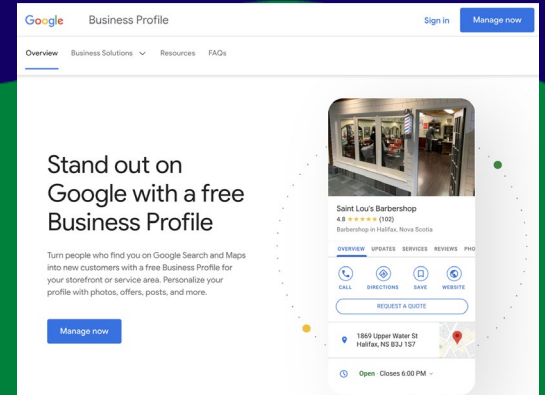 Google Business Profile
Sign in
Manage now
Overview Business Solutions Resources FAQs
Stand out on
Google with a free
Business Profile
Turn people who find you on Google Search and Maps
into new customers with a free Business Profile for
your storefront or service area. Personalize your
profile with photos, offers, posts, and more.
Manage now
Saint Lou's Barbershop
4.8 ★★★★★ (102)
Barbershop in Halifax, Nova Scotia
OVERVIEW UPDATES SERVICES REVIEWS PHO
CALL DIRECTIONS SAVE WEBSITE
REQUEST A QUOTE
1869 Upper Water St
Halifax, NS B3J 1S7
Open · Closes 6:00 PM